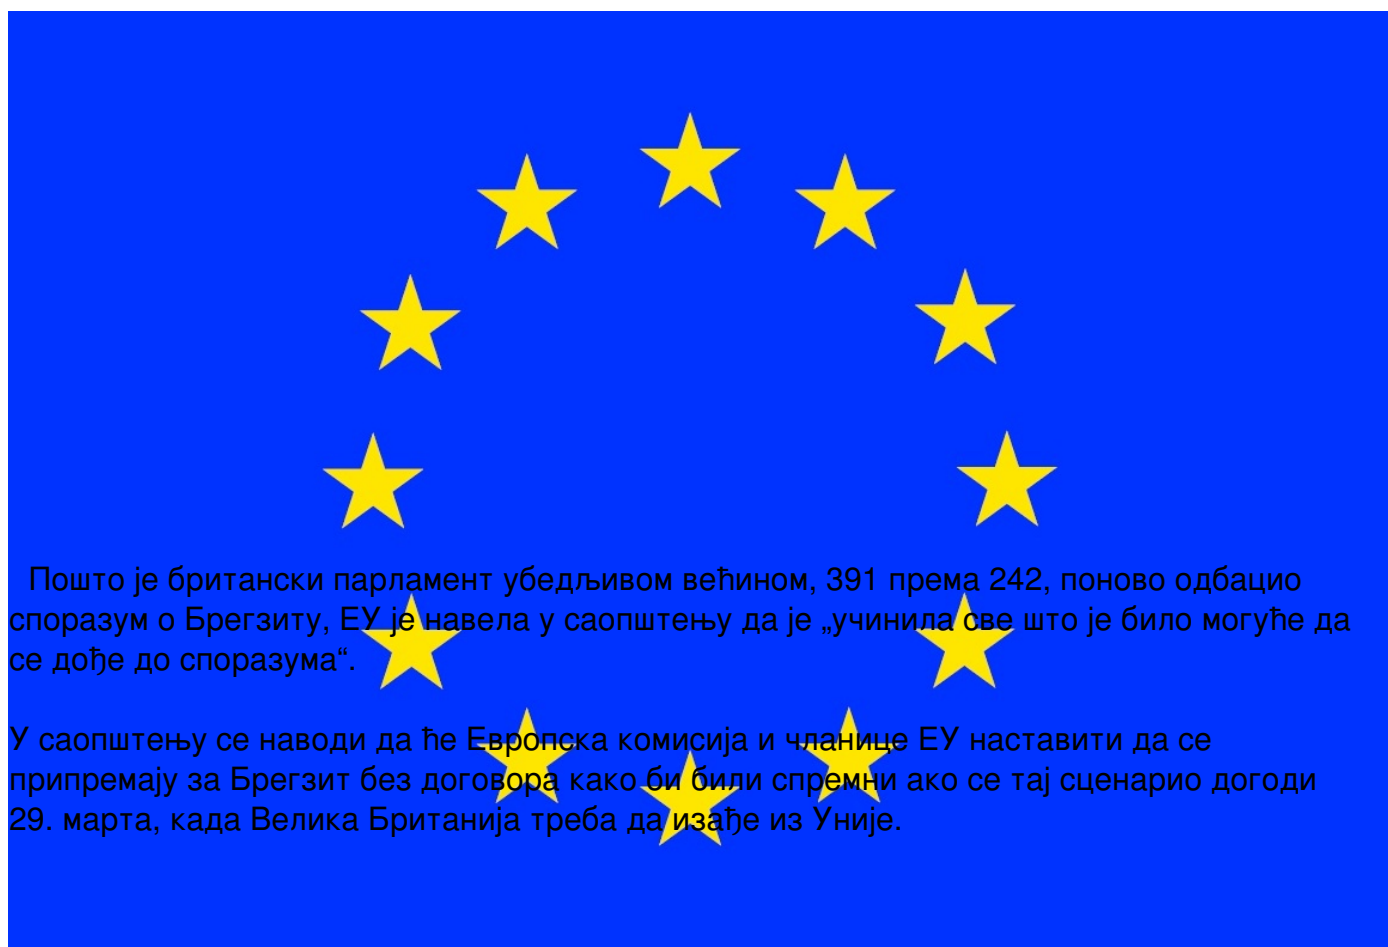 Пошто је британски парламент убедљивом већином, 391 према 242, поново одбацио
споразум о Брегзиту, ЕУ је навела у саопштењу да је „учинила све што је било могуће да
се дође до споразума“.
У саопштењу се наводи да ће Европска комисија и чланице ЕУ наставити да се
припремају за Брегзит без договора како би били спремни ако се тај сценарио догоди
29. марта, када Велика Британија треба да изађе из Уније.